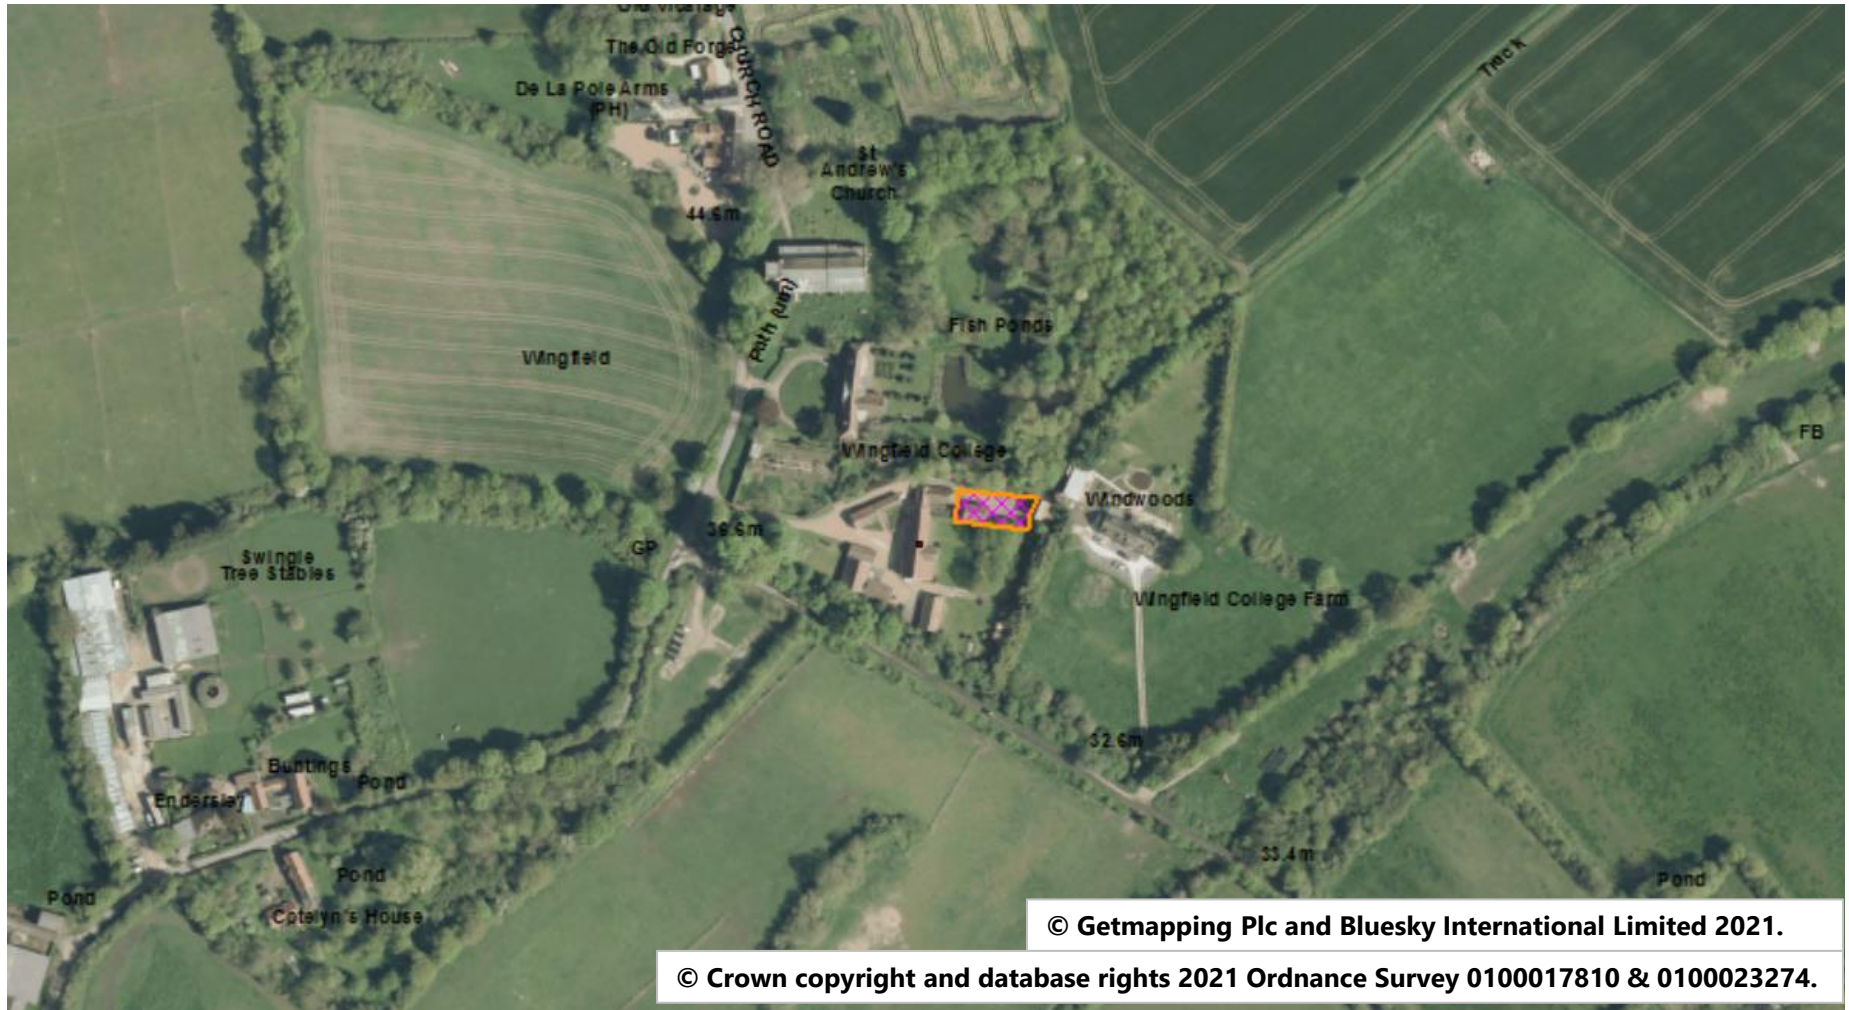 Old Vicarage
The Old Forge
CHURCH ROAD
Track
De La Pole Arms
(PH)
St
Andrew's
Church
44.6m
Path (um)
Fish Ponds
Wingfield
FB
Wingfield College
Windwoods
GP
Swingle
Tree Stables
Wingfield College Farm
32.6m
Buntings
Pond
Endersley
33.4m
Pond
Pond
Pond
Cotelyn's House
© Getmapping Plc and Bluesky International Limited 2021.
© Crown copyright and database rights 2021 Ordnance Survey 0100017810 & 0100023274.